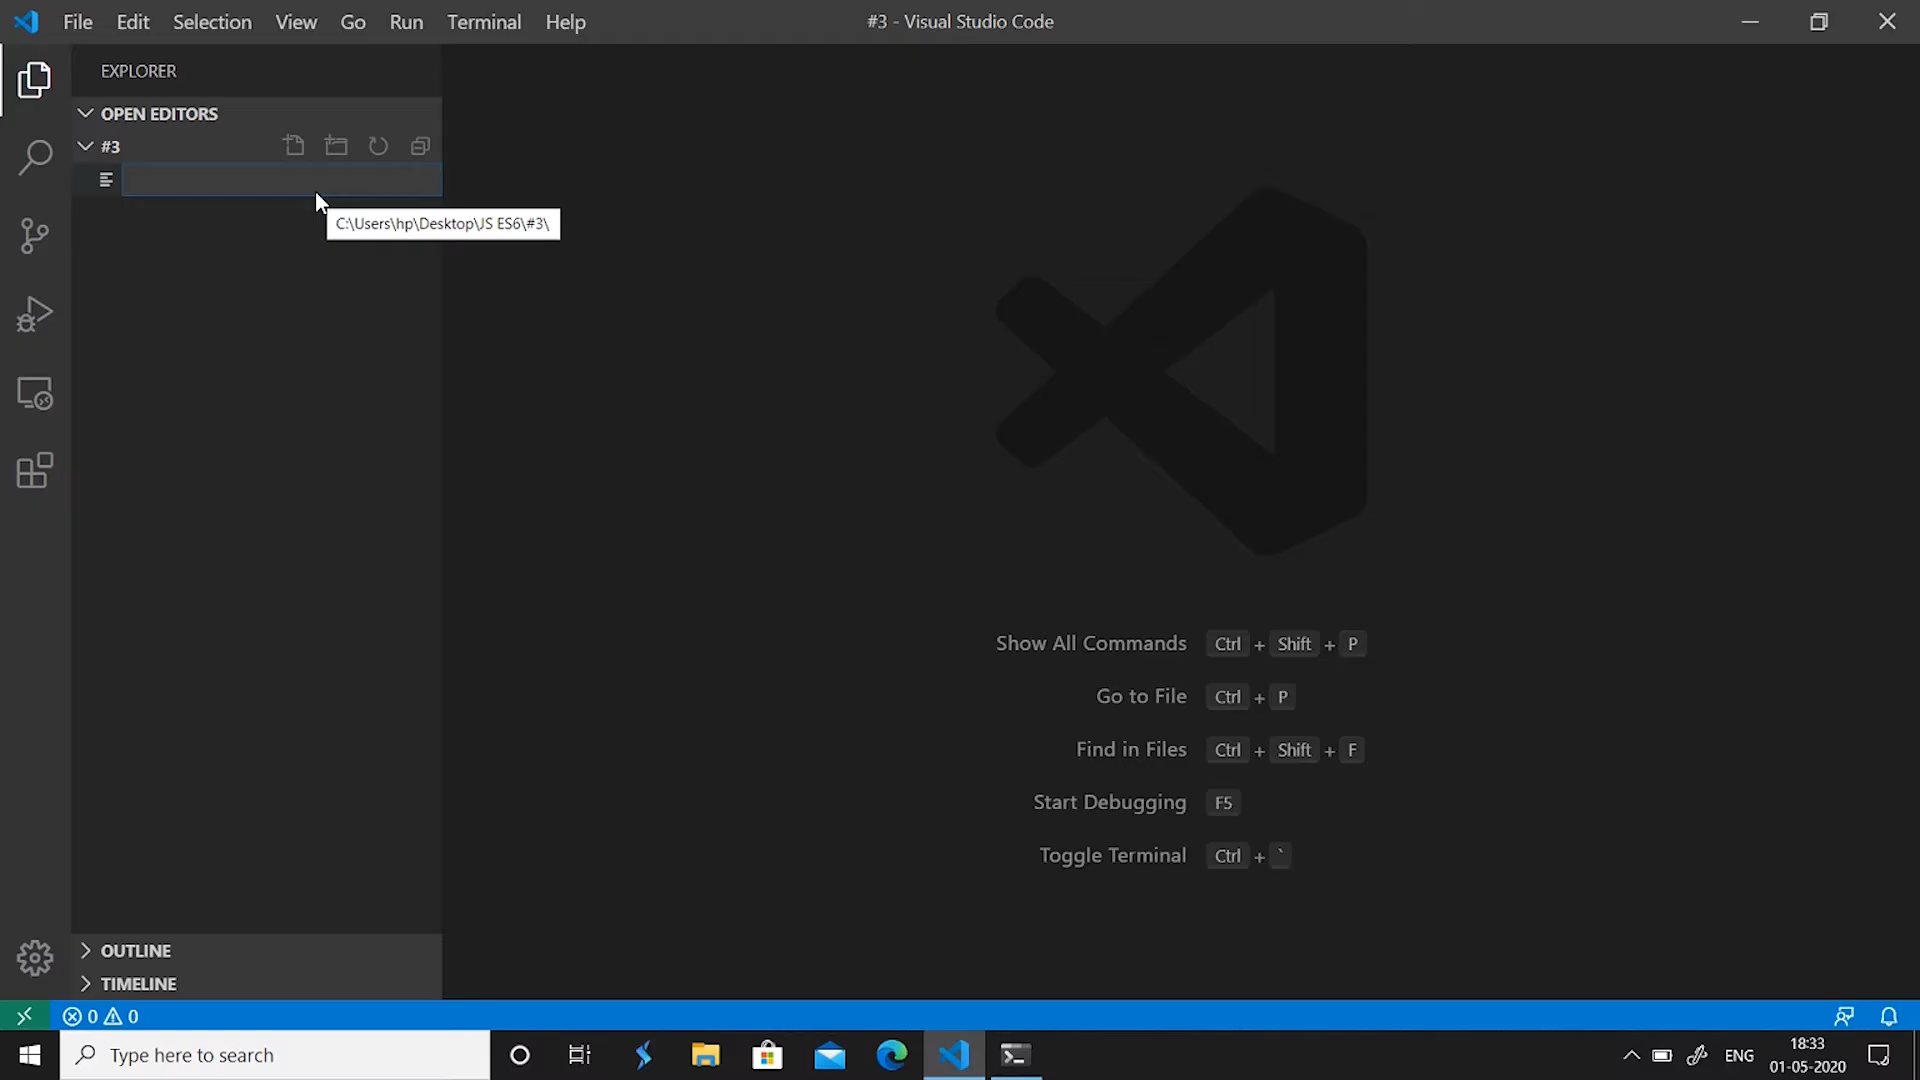 File Edit Selection View Go Run Terminal Help
#3 - Visual Studio Code
EXPLORER
OPEN EDITORS
#3
C:\Users\hp\Desktop\JS ES6\#3\
Show All Commands Ctrl + Shift + P
Go to File Ctrl + P
Find in Files Ctrl + Shift + F
Start Debugging F5
Toggle Terminal Ctrl + `
OUTLINE
TIMELINE
0 0
Type here to search
ENG
18:33
01-05-2020